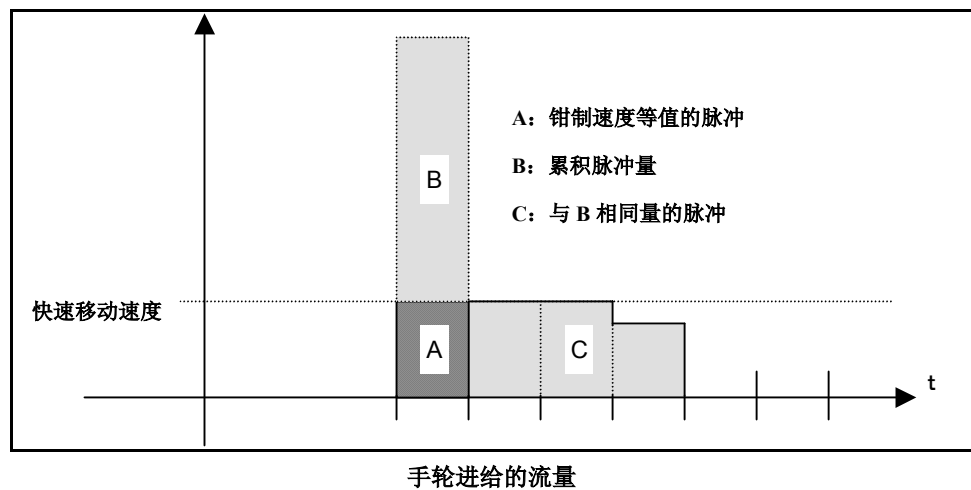 A：钳制速度等值的脉冲
B
B：累积脉冲量
C：与 B 相同量的脉冲
快速移动速度
A
C
t
手轮进给的流量